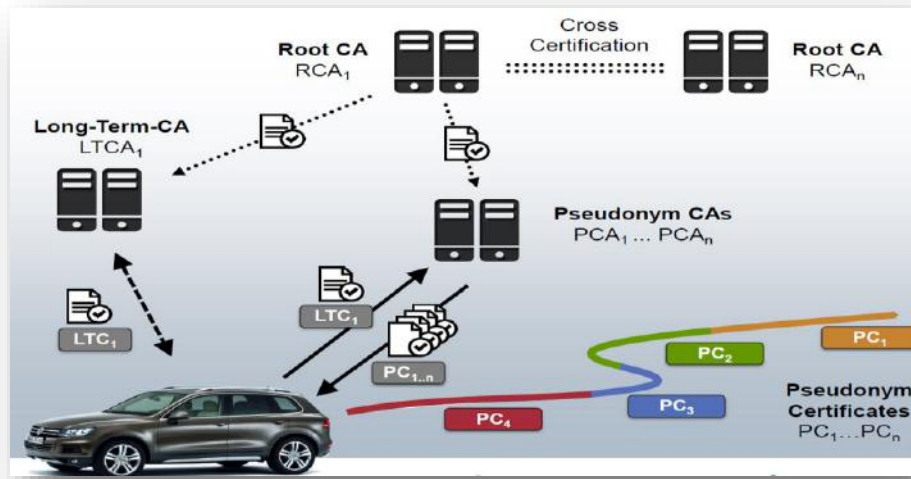 Cross
Certification
Root CA
RCA₁
Root CA
RCAₙ
Long-Term-CA
LTCA₁
Pseudonym CAs
PCA₁ ... PCAₙ
LTC₁
LTC₁
PC₁..ₙ
PC₁
PC₂
PC₃
PC₄
Pseudonym
Certificates
PC₁...PCₙ